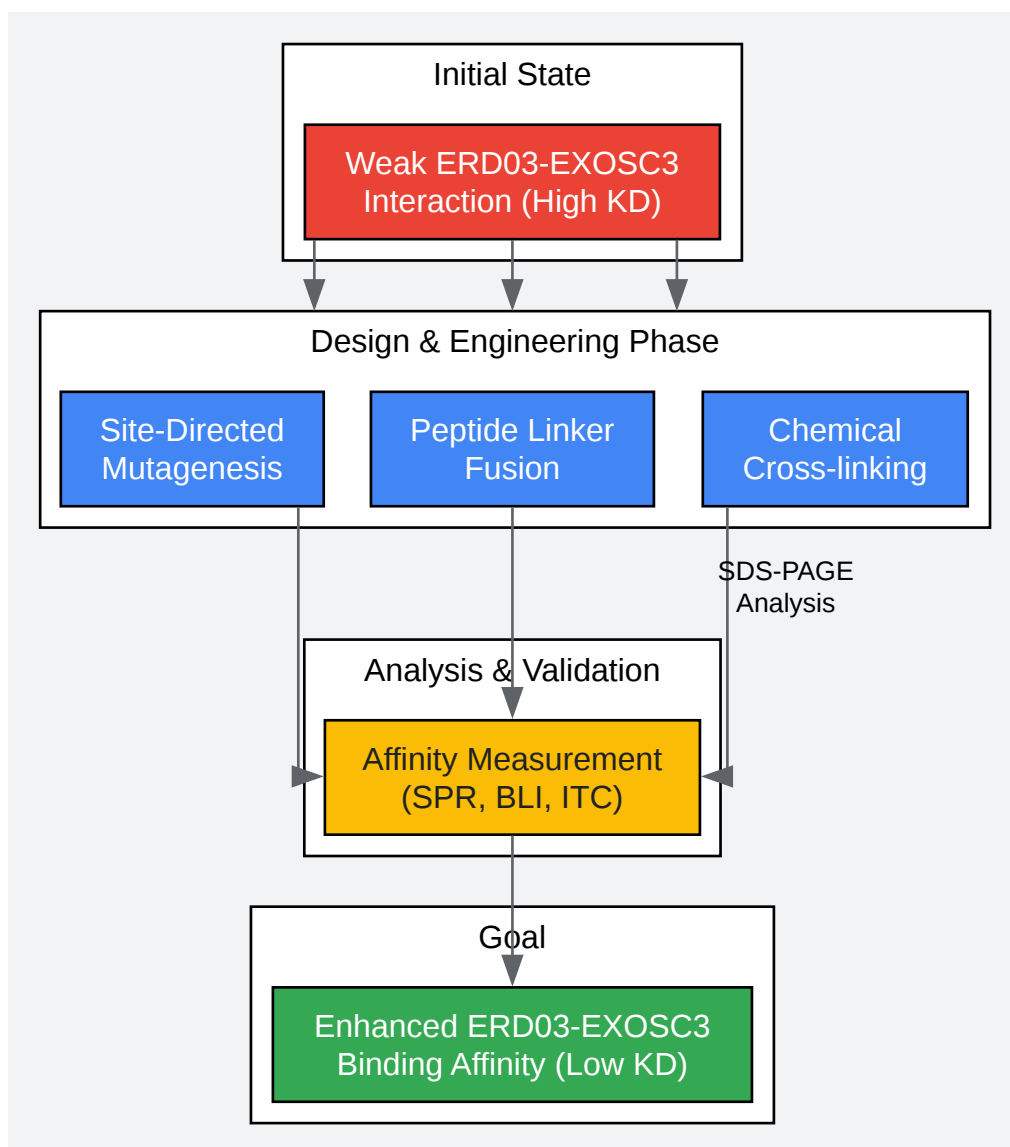 Initial State
Weak ERD03-EXOSC3
Interaction (High KD)
Design & Engineering Phase
Site-Directed
Mutagenesis
Peptide Linker
Fusion
Chemical
Cross-linking
SDS-PAGE
Analysis
Analysis & Validation
Affinity Measurement
(SPR, BLI, ITC)
Goal
Enhanced ERD03-EXOSC3
Binding Affinity (Low KD)